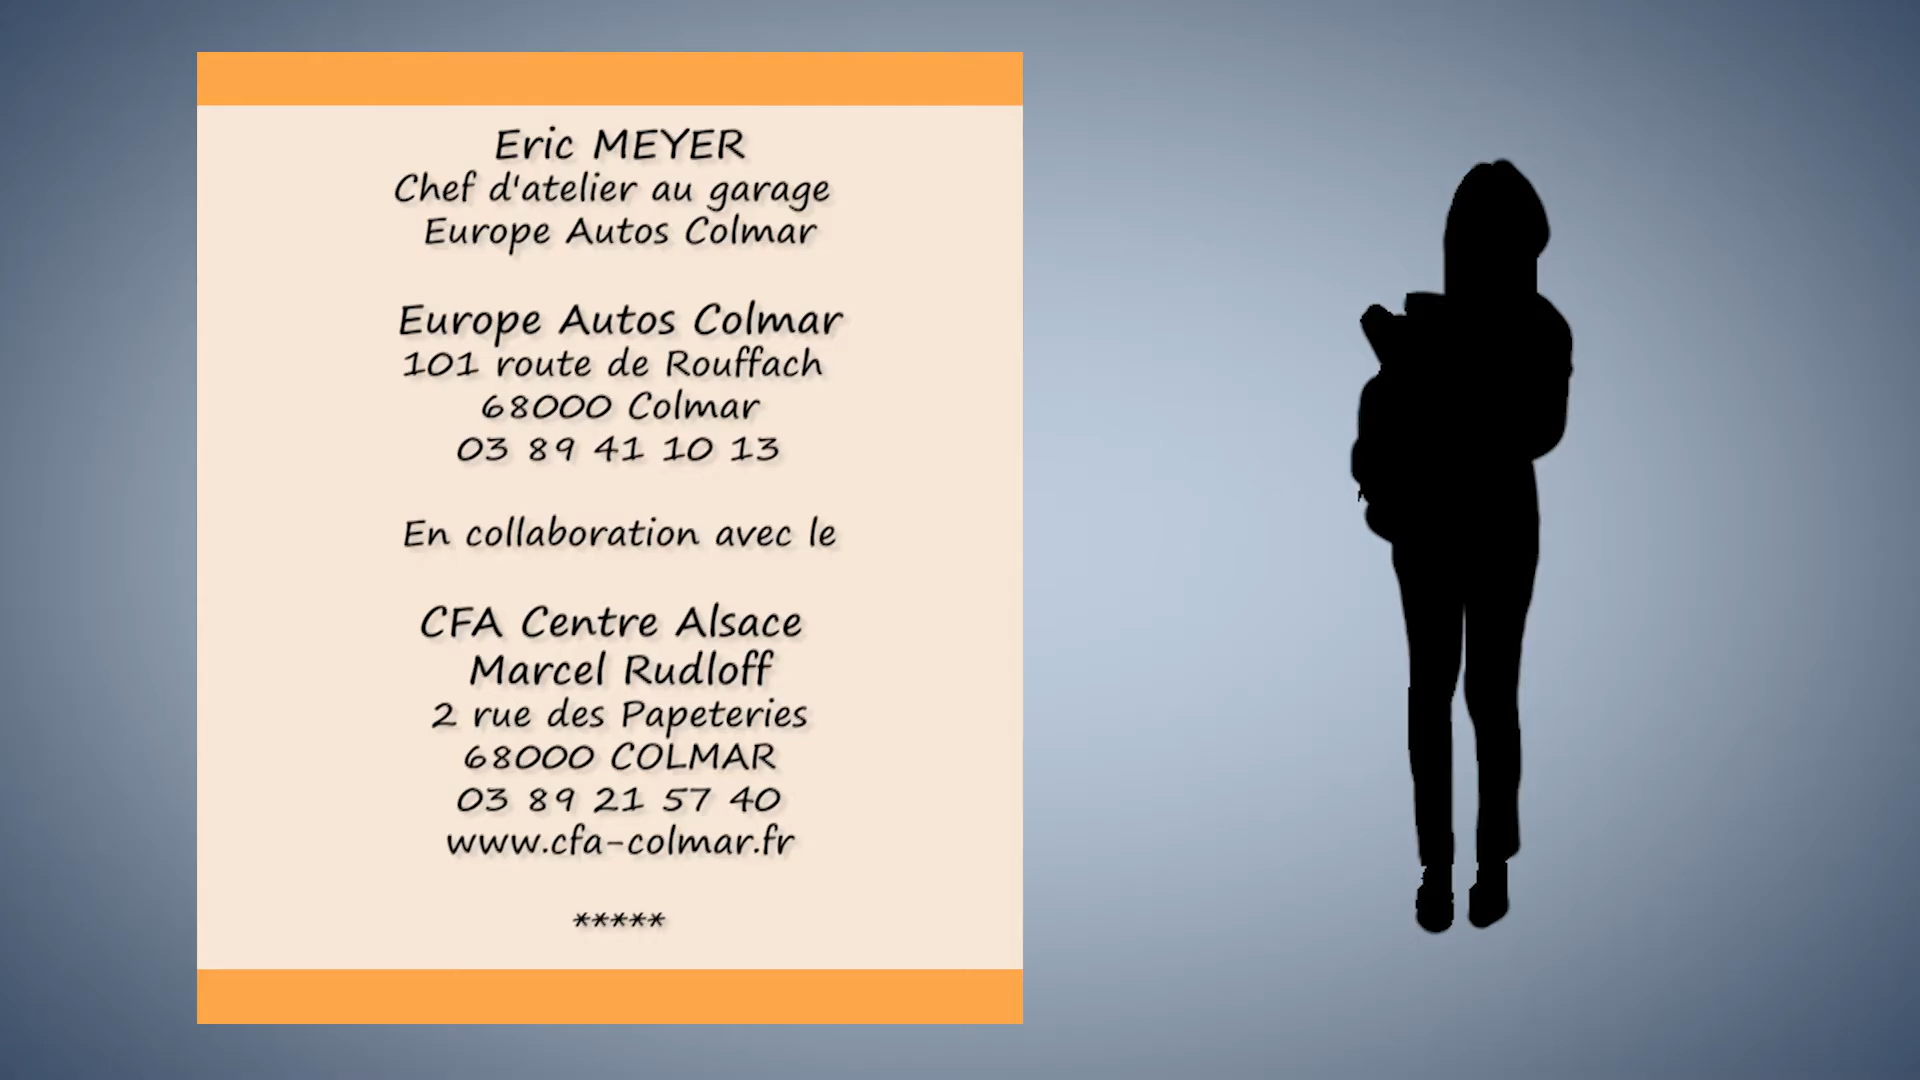 Eric MEYER
Chef d'atelier au garage
Europe Autos Colmar
Europe Autos Colmar
101 route de Rouffach
68000 Colmar
03 89 41 10 13
En collaboration avec le
CFA Centre Alsace
Marcel Rudloff
2 rue des Papeteries
68000 COLMAR
03 89 21 57 40
www.cfa-colmar.fr
*****